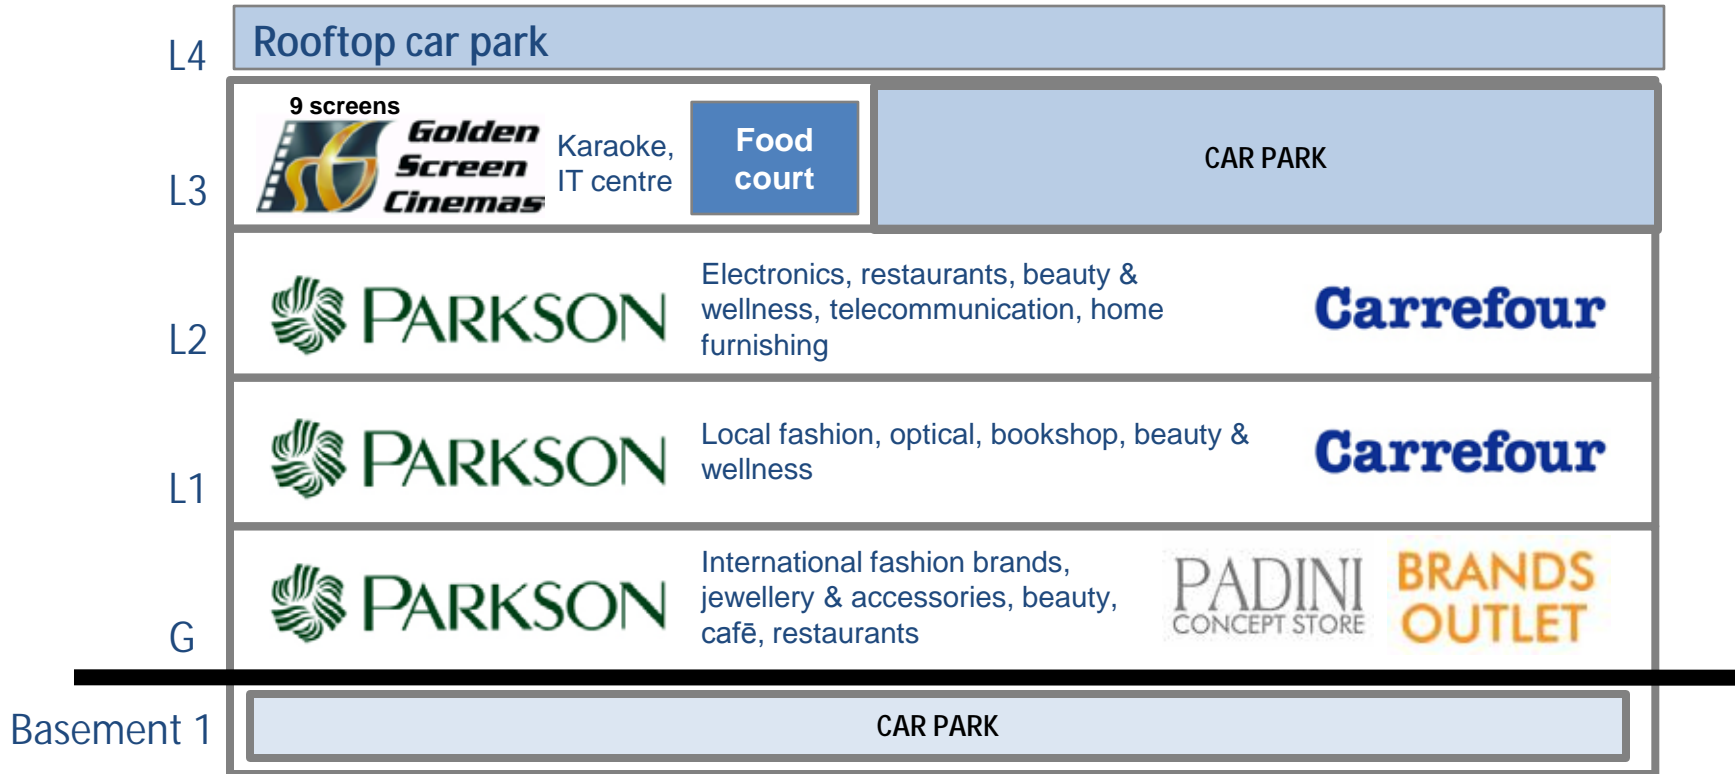 L4
Rooftop car park
L3
9 screens
Golden
Screen
Cinemas
Karaoke,
IT centre
Food
court
CAR PARK
L2
PARKSON
Electronics, restaurants, beauty &
wellness, telecommunication, home
furnishing
Carrefour
L1
PARKSON
Local fashion, optical, bookshop, beauty &
wellness
Carrefour
G
PARKSON
International fashion brands,
jewellery & accessories, beauty,
cafē, restaurants
PADINI
CONCEPT STORE
BRANDS
OUTLET
Basement 1
CAR PARK